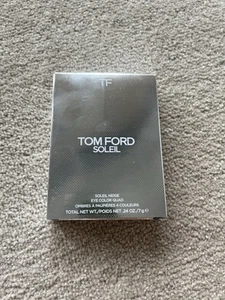 TF
TOM FORD
SOLEIL
SOLEIL NEIGE
EYE COLOR QUAD
OMBRES À PAUPIÈRES 4 COULEURS
TOTAL NET WT./POIDS NET .24 OZ./7 g ℮